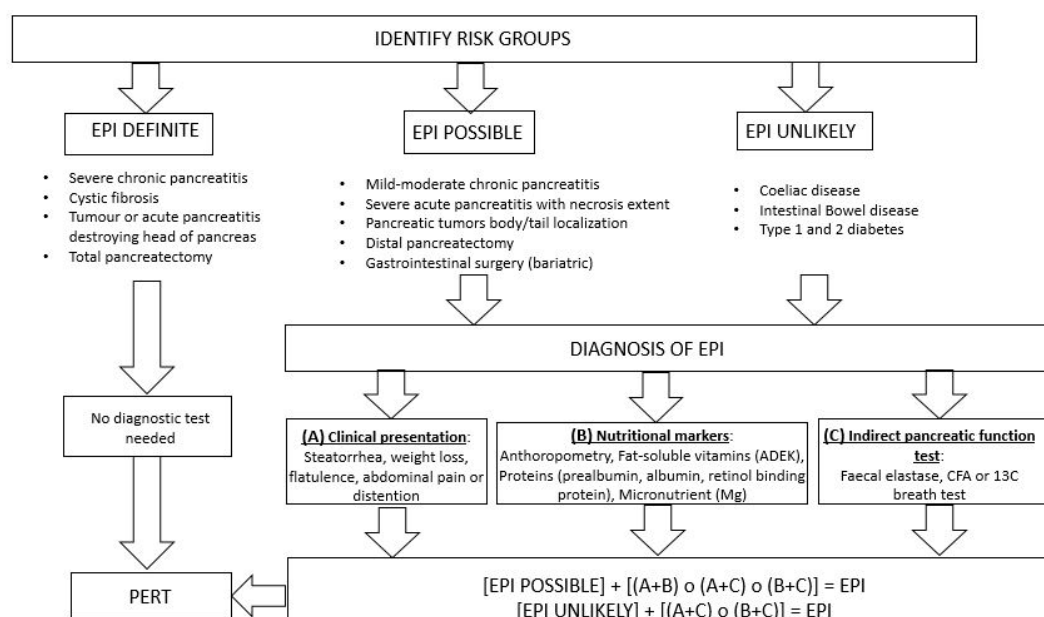 IDENTIFY RISK GROUPS
EPI DEFINITE
• Severe chronic pancreatitis
• Cystic fibrosis
• Tumour or acute pancreatitis
destroying head of pancreas
• Total pancreatectomy
EPI POSSIBLE
• Mild-moderate chronic pancreatitis
• Severe acute pancreatitis with necrosis extent
• Pancreatic tumors body/tail localization
• Distal pancreatectomy
• Gastrointestinal surgery (bariatric)
EPI UNLIKELY
• Coeliac disease
• Intestinal Bowel disease
• Type 1 and 2 diabetes
DIAGNOSIS OF EPI
No diagnostic test
needed
(A) Clinical presentation:
Steatorrhea, weight loss,
flatulence, abdominal pain or
distention
(B) Nutritional markers:
Anthoropometry, Fat-soluble vitamins (ADEK),
Proteins (prealbumin, albumin, retinol binding
protein), Micronutrient (Mg)
(C) Indirect pancreatic function
test:
Faecal elastase, CFA or 13C
breath test
PERT
[EPI POSSIBLE] + [(A+B) o (A+C) o (B+C)] = EPI
[EPI UNLIKELY] + [(A+C) o (B+C)] = EPI